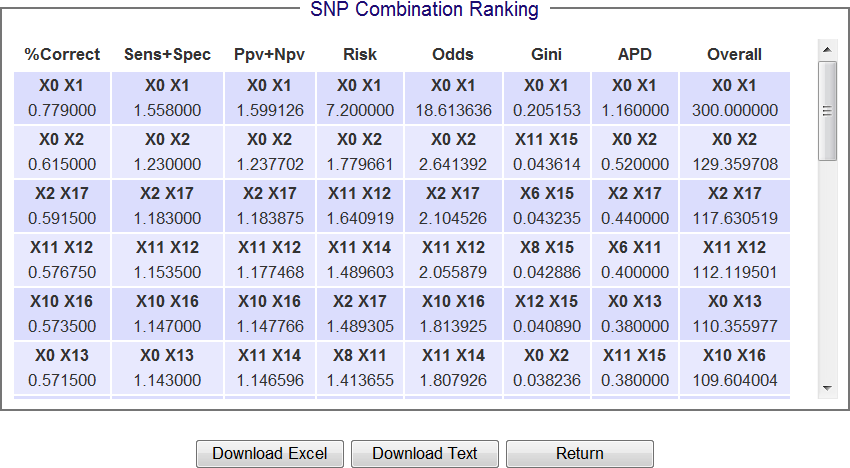 SNP Combination Ranking
%Correct Sens+Spec Ppv+Npv Risk Odds Gini APD Overall
X0 X1 X0 X1 X0 X1 X0 X1 X0 X1 X0 X1 X0 X1 X0 X1
0.779000 1.558000 1.599126 7.200000 18.613636 0.205153 1.160000 300.000000
X0 X2 X0 X2 X0 X2 X0 X2 X0 X2 X11 X15 X0 X2 X0 X2
0.615000 1.230000 1.237702 1.779661 2.641392 0.043614 0.520000 129.359708
X2 X17 X2 X17 X2 X17 X11 X12 X2 X17 X6 X15 X2 X17 X2 X17
0.591500 1.183000 1.183875 1.640919 2.104526 0.043235 0.440000 117.630519
X11 X12 X11 X12 X11 X12 X11 X14 X11 X12 X8 X15 X6 X11 X11 X12
0.576750 1.153500 1.177468 1.489603 2.055879 0.042886 0.400000 112.119501
X10 X16 X10 X16 X10 X16 X2 X17 X10 X16 X12 X15 X0 X13 X0 X13
0.573500 1.147000 1.147766 1.489305 1.813925 0.040890 0.380000 110.355977
X0 X13 X0 X13 X11 X14 X8 X11 X11 X14 X0 X2 X11 X15 X10 X16
0.571500 1.143000 1.146596 1.413655 1.807926 0.038236 0.380000 109.604004
Download Excel Download Text Return